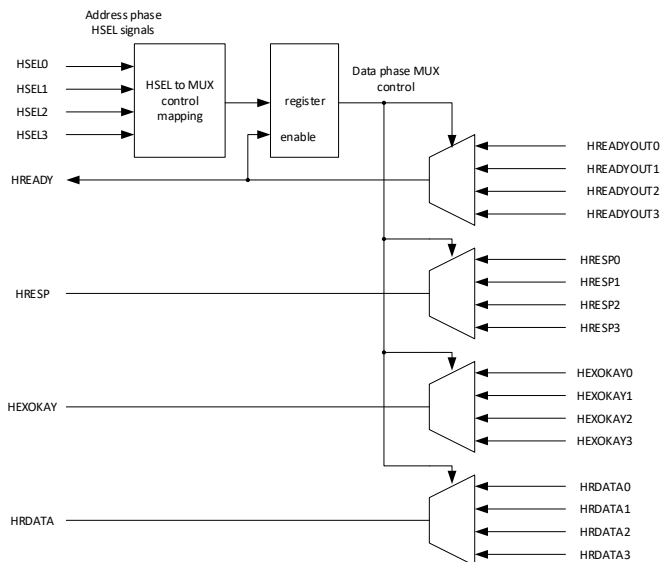 Address phase
HSEL signals
HSEL0
HSEL1
HSEL2
HSEL3
HSEL to MUX
control
mapping
register
enable
Data phase MUX
control
HREADY
HREADYOUT0
HREADYOUT1
HREADYOUT2
HREADYOUT3
HRESP
HRESP0
HRESP1
HRESP2
HRESP3
HEXOKAY
HEXOKAY0
HEXOKAY1
HEXOKAY2
HEXOKAY3
HRDATA
HRDATA0
HRDATA1
HRDATA2
HRDATA3